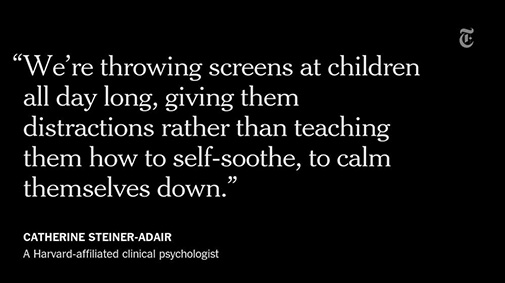 “We’re throwing screens at children
all day long, giving them
distractions rather than teaching
them how to self-soothe, to calm
themselves down.”
CATHERINE STEINER-ADAIR
A Harvard-affiliated clinical psychologist